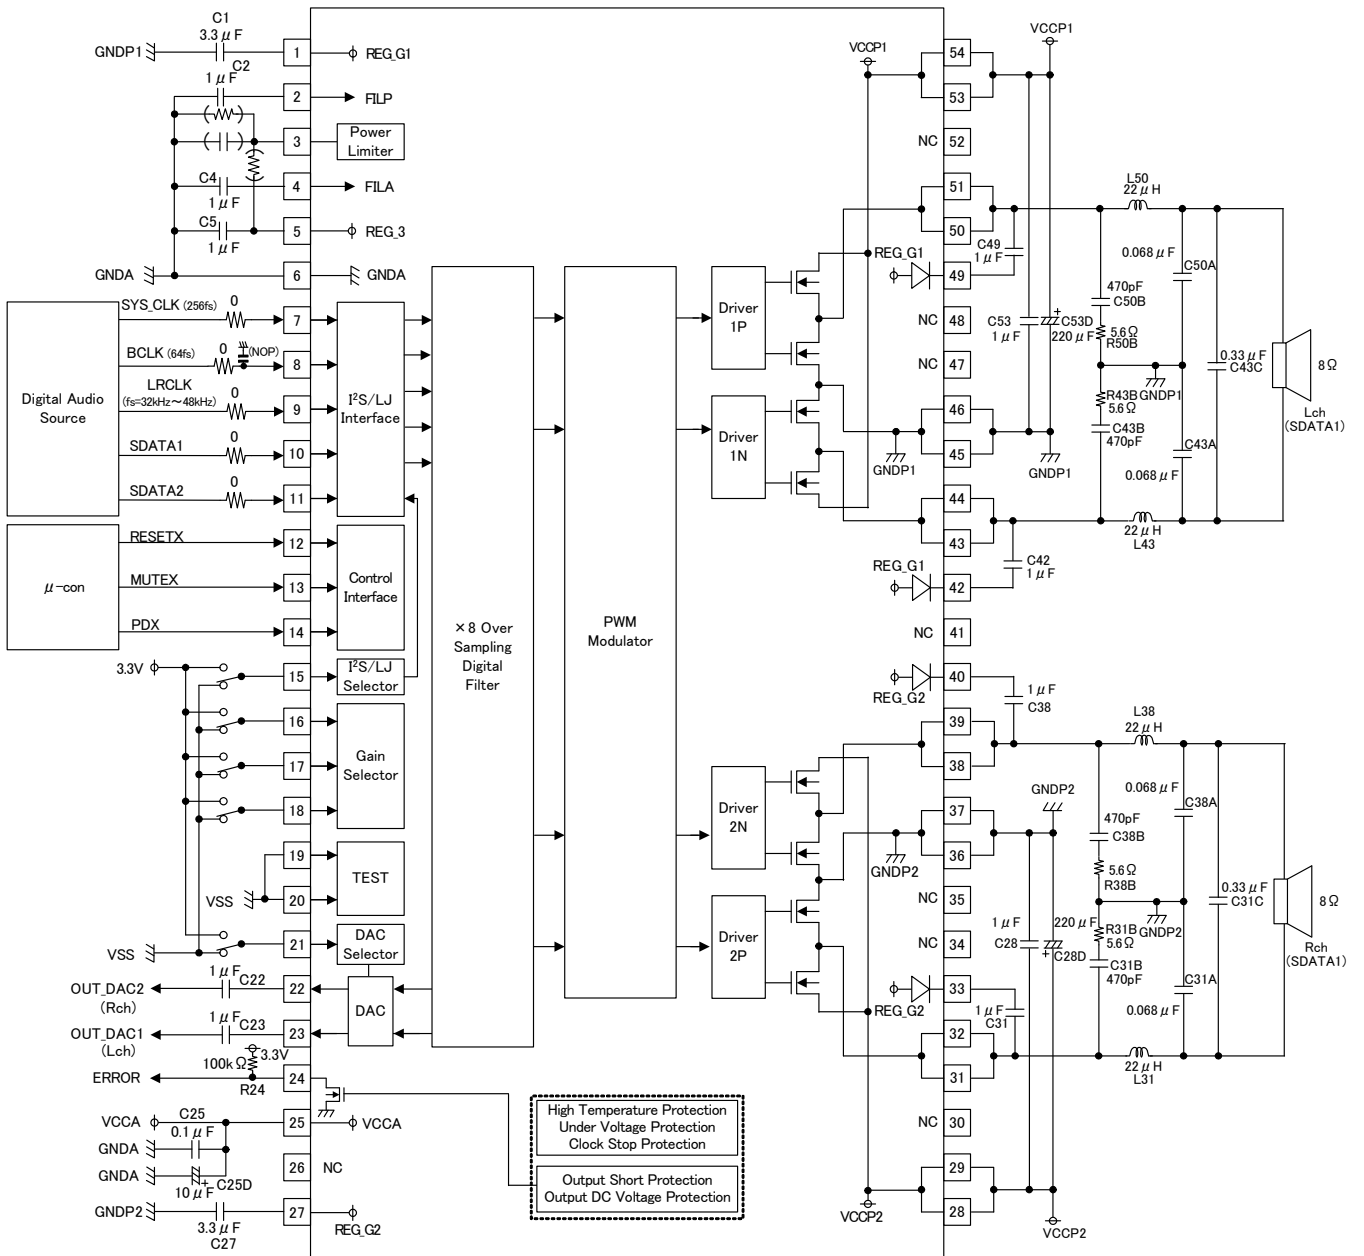 C1
3.3μF
GNDP1
1
REG_G1
C2
1μF
2
FILP
3
Power
Limiter
C4
1μF
4
FILA
C5
1μF
5
REG_3
GNDA
6
GNDA
Digital Audio
Source
SYS_CLK (256fs)
0
7
BCLK (64fs)
0
(NOP)
8
LRCLK
(fs=32kHz～48kHz)
0
9
SDATA1
0
10
SDATA2
0
11
I²S/LJ
Interface
μ-con
RESETX
12
MUTEX
13
PDX
14
Control
Interface
3.3V
15
I²S/LJ
Selector
16
17
18
Gain
Selector
19
VSS
20
TEST
VSS
21
DAC
Selector
OUT_DAC2
(Rch)
1μF
C22
22
OUT_DAC1
(Lch)
1μF
C23
23
DAC
ERROR
100kΩ
3.3V
R24
24
VCCA
C25
0.1μF
25
VCCA
GNDA
GNDA
+
C25D
10μF
26
NC
GNDP2
3.3μF
C27
27
REG_G2
×8 Over
Sampling
Digital
Filter
PWM
Modulator
Driver
1P
Driver
1N
Driver
2N
Driver
2P
High Temperature Protection
Under Voltage Protection
Clock Stop Protection
Output Short Protection
Output DC Voltage Protection
VCCP1
54
53
VCCP1
NC
52
51
50
C49
1μF
REG_G1
49
NC
48
NC
47
46
45
GNDP1
C53
1μF
+
C53D
220μF
GNDP1
44
43
C42
1μF
REG_G1
42
NC
41
L50
22μH
0.068μF
C50A
470pF
C50B
5.6Ω
R50B
GNDP1
R43B
5.6Ω
C43B
470pF
C43A
0.068μF
0.33μF
C43C
8Ω
Lch
(SDATA1)
22μH
L43
REG_G2
40
1μF
C38
39
38
GNDP2
37
36
GNDP2
NC
35
NC
34
1μF
C28
220μF
+
C28D
REG_G2
33
1μF
C31
32
31
NC
30
29
28
VCCP2
VCCP2
L38
22μH
0.068μF
C38A
470pF
C38B
5.6Ω
R38B
GNDP2
R31B
5.6Ω
C31B
470pF
C31A
0.068μF
0.33μF
C31C
8Ω
Rch
(SDATA1)
22μH
L31